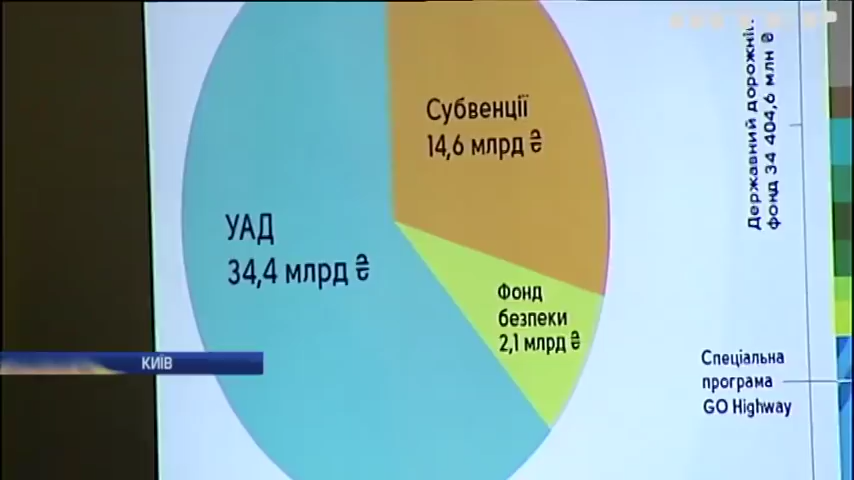 Субвенції
14,6 млрд ₴
УАД
34,4 млрд ₴
Фонд
безпеки
2,1 млрд ₴
Державний дорожній
фонд 34 404,6 млн ₴
Спеціальна
програма
GO Highway
КИЇВ